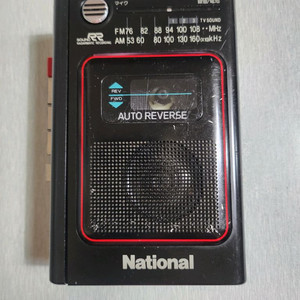 マイク
TV SOUND
FM 76 82 88 94 100 108 MHz
AM 53 60 80 100 130 160 kHz
REV
FWD
AUTO REVERSE
National